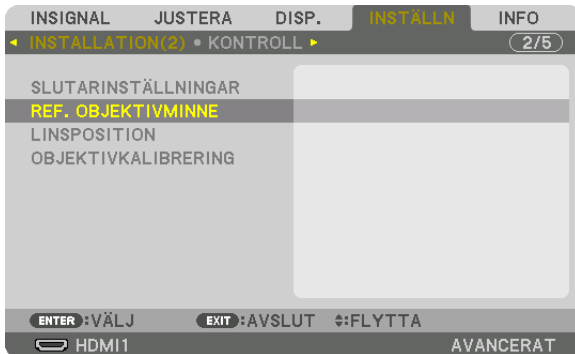 INSIGNAL JUSTERA DISP. INSTÄLLN INFO
INSTALLATION(2) • KONTROLL 2/5
SLUTARINSTÄLLNINGAR
REF. OBJEKTIVMINNE
LINSPOSITION
OBJEKTIVKALIBRERING
ENTER :VÄLJ EXIT :AVSLUT :FLYTTA
HDMI1 AVANCERAT